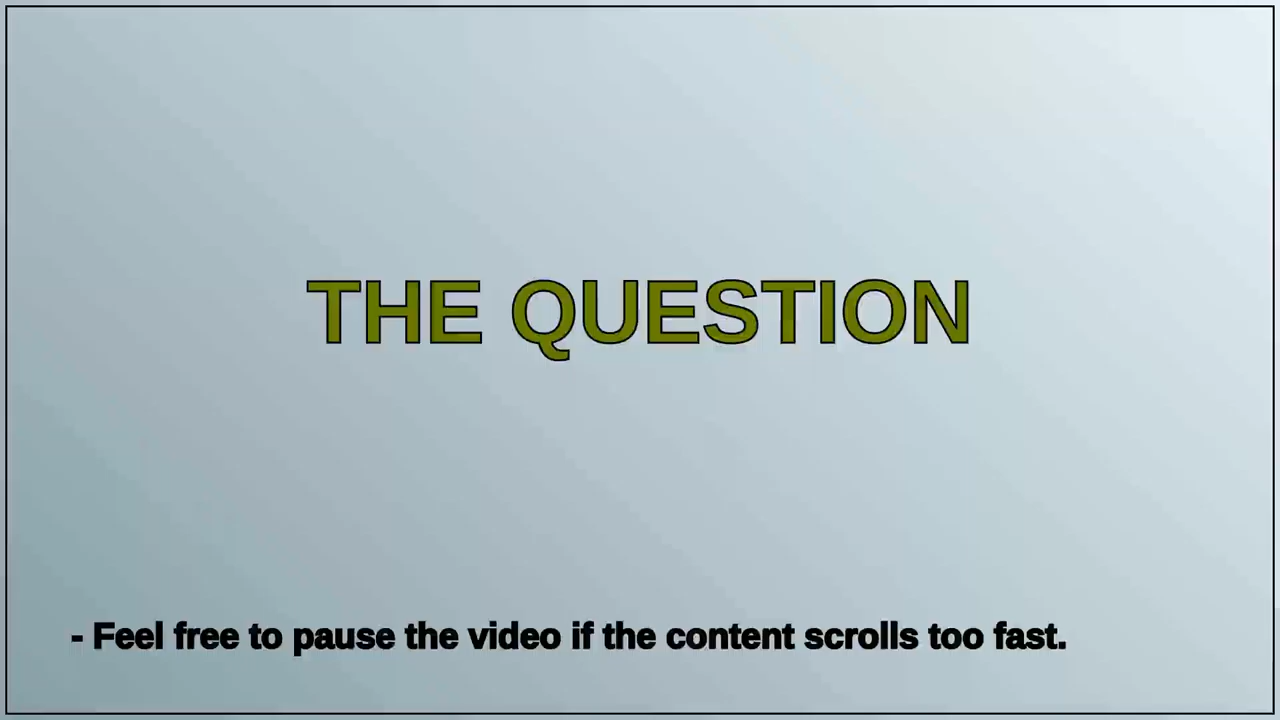 THE QUESTION
- Feel free to pause the video if the content scrolls too fast.